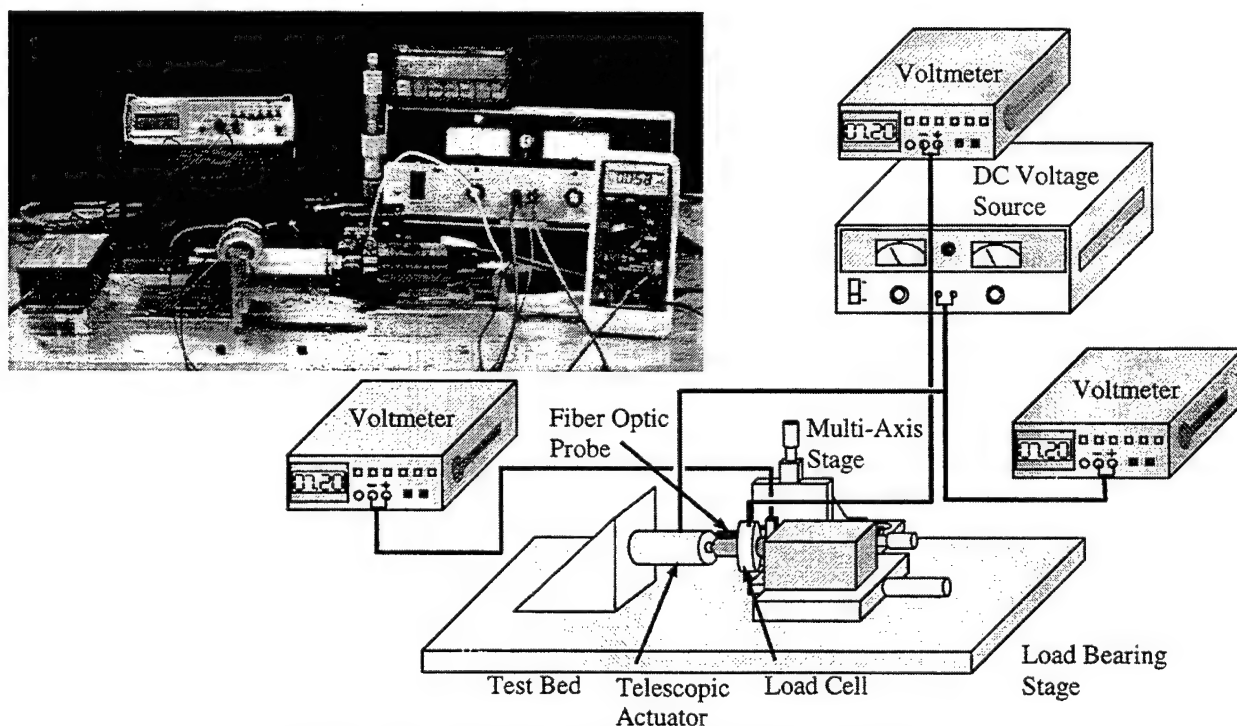 Voltmeter
07.20
DC Voltage
Source
Voltmeter
07.20
Fiber Optic
Probe
Multi-Axis
Stage
Voltmeter
07.20
Test Bed
Telescopic
Actuator
Load Cell
Load Bearing
Stage